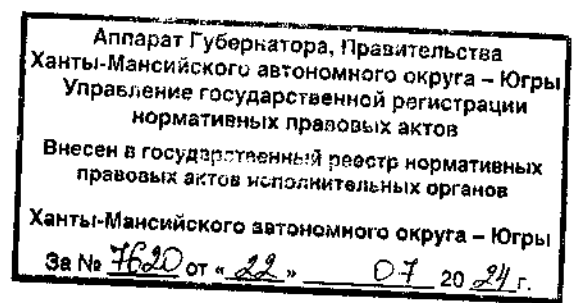 Аппарат Губернатора, Правительства
Ханты-Мансийского автономного округа – Югры
Управление государственной регистрации
нормативных правовых актов
Внесен в государственный реестр нормативных
правовых актов исполнительных органов
Ханты-Мансийского автономного округа – Югры
За № 7620 от « 22 » 07 20 24 г.